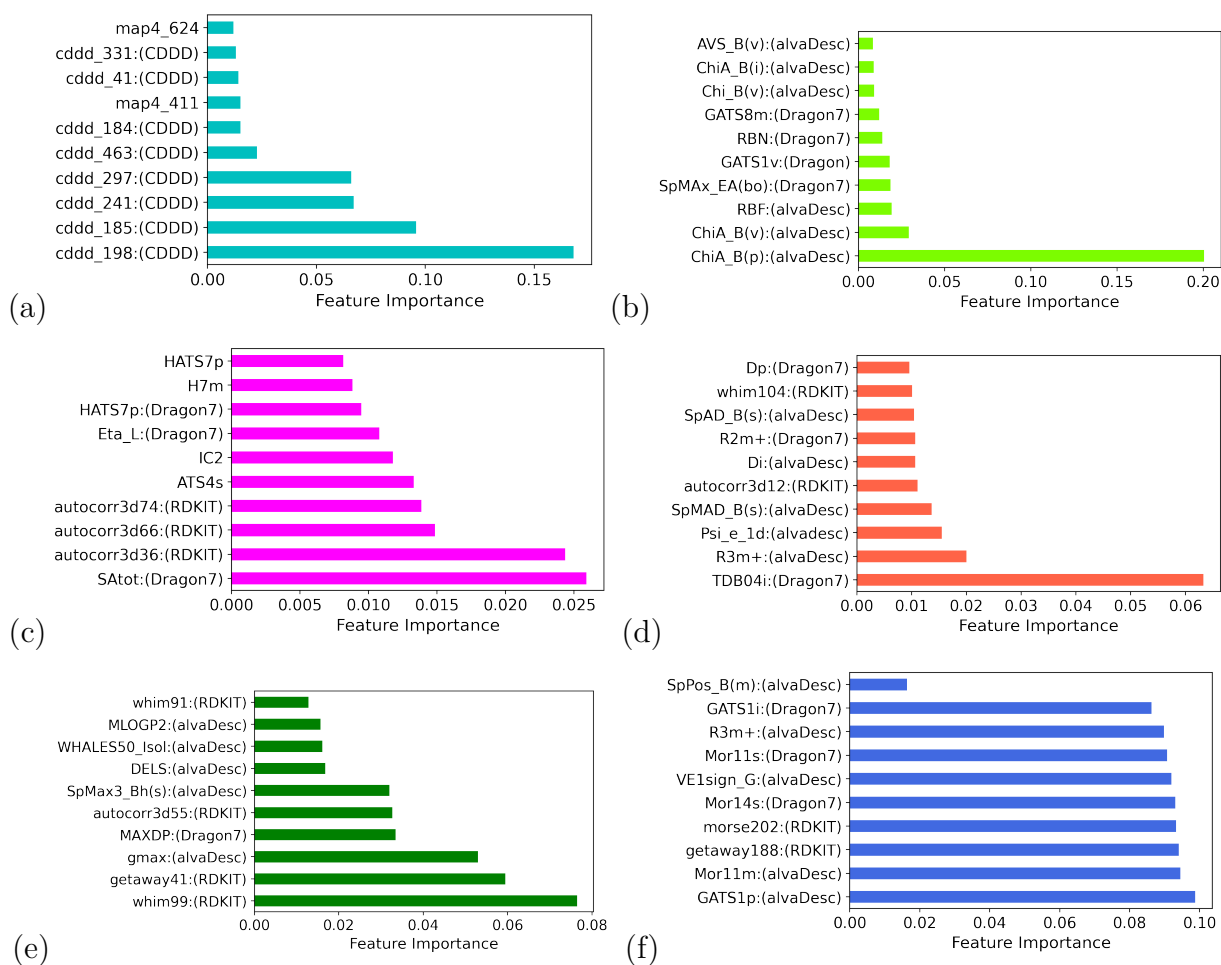 map4_624
cddd_331:(CDDD)
cddd_41:(CDDD)
map4_411
cddd_184:(CDDD)
cddd_463:(CDDD)
cddd_297:(CDDD)
cddd_241:(CDDD)
cddd_185:(CDDD)
cddd_198:(CDDD)
0.00 0.05 0.10 0.15
Feature Importance
(a)
AVS_B(v):(alvaDesc)
ChiA_B(i):(alvaDesc)
Chi_B(v):(alvaDesc)
GATS8m:(Dragon7)
RBN:(Dragon7)
GATS1v:(Dragon)
SpMAx_EA(bo):(Dragon7)
RBF:(alvaDesc)
ChiA_B(v):(alvaDesc)
ChiA_B(p):(alvaDesc)
0.00 0.05 0.10 0.15 0.20
Feature Importance
(b)
HATS7p
H7m
HATS7p:(Dragon7)
Eta_L:(Dragon7)
IC2
ATS4s
autocorr3d74:(RDKIT)
autocorr3d66:(RDKIT)
autocorr3d36:(RDKIT)
SAtot:(Dragon7)
0.000 0.005 0.010 0.015 0.020 0.025
Feature Importance
(c)
Dp:(Dragon7)
whim104:(RDKIT)
SpAD_B(s):(alvaDesc)
R2m+:(Dragon7)
Di:(alvaDesc)
autocorr3d12:(RDKIT)
SpMAD_B(s):(alvaDesc)
Psi_e_1d:(alvadesc)
R3m+:(alvaDesc)
TDB04i:(Dragon7)
0.00 0.01 0.02 0.03 0.04 0.05 0.06
Feature Importance
(d)
whim91:(RDKIT)
MLOGP2:(alvaDesc)
WHALES50_Isol:(alvaDesc)
DELS:(alvaDesc)
SpMax3_Bh(s):(alvaDesc)
autocorr3d55:(RDKIT)
MAXDP:(Dragon7)
gmax:(alvaDesc)
getaway41:(RDKIT)
whim99:(RDKIT)
0.00 0.02 0.04 0.06 0.08
Feature Importance
(e)
SpPos_B(m):(alvaDesc)
GATS1i:(Dragon7)
R3m+:(alvaDesc)
Mor11s:(Dragon7)
VE1sign_G:(alvaDesc)
Mor14s:(Dragon7)
morse202:(RDKIT)
getaway188:(RDKIT)
Mor11m:(alvaDesc)
GATS1p:(alvaDesc)
0.00 0.02 0.04 0.06 0.08 0.10
Feature Importance
(f)